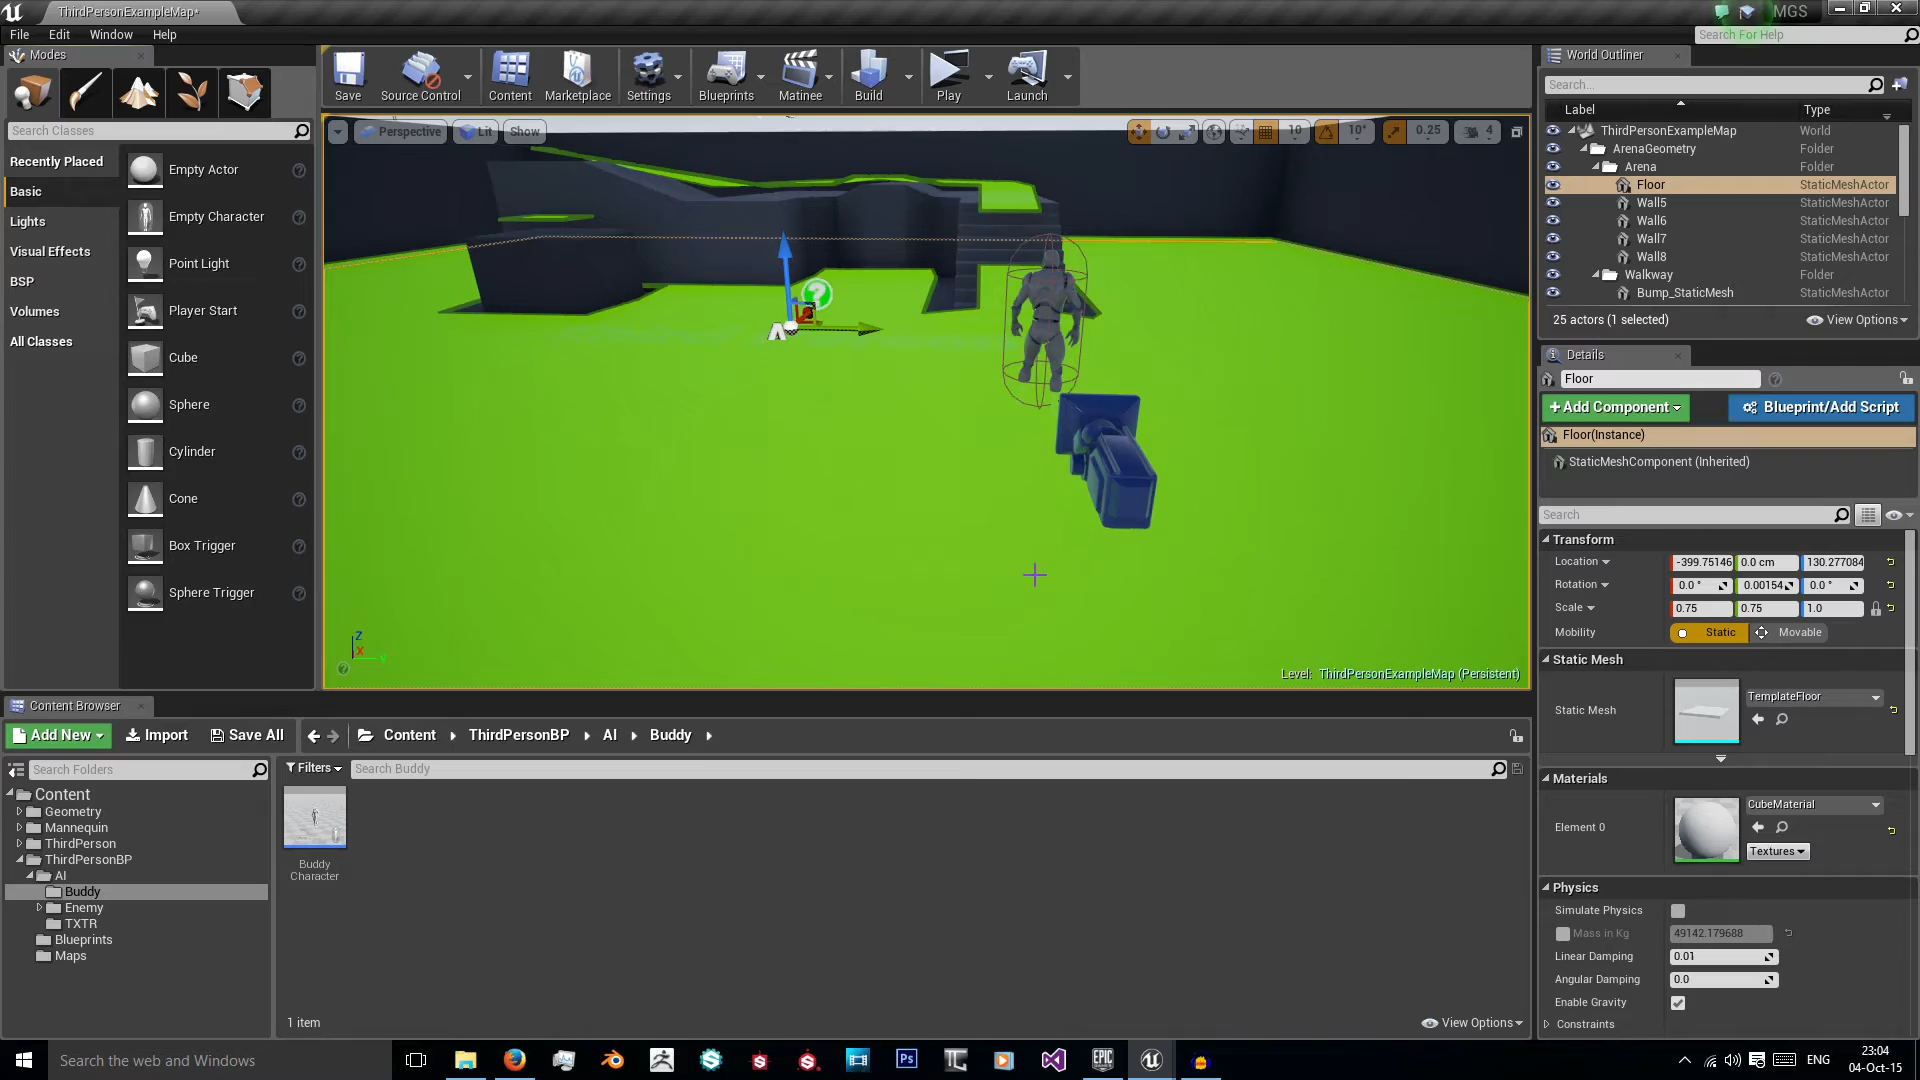 ThirdPersonExampleMap*
MGS
File Edit Window Help
Search For Help
Modes
Save
Source Control
Content
Marketplace
Settings
Blueprints
Matinee
Build
Play
Launch
World Outliner
Search...
Label Type
ThirdPersonExampleMap World
ArenaGeometry Folder
Arena Folder
Floor StaticMeshActor
Wall5 StaticMeshActor
Wall6 StaticMeshActor
Wall7 StaticMeshActor
Wall8 StaticMeshActor
Walkway Folder
Bump_StaticMesh StaticMeshActor
25 actors (1 selected)
View Options
Search Classes
Recently Placed
Basic
Lights
Visual Effects
BSP
Volumes
All Classes
Empty Actor
Empty Character
Point Light
Player Start
Cube
Sphere
Cylinder
Cone
Box Trigger
Sphere Trigger
Perspective
Lit
Show
10
10°
0.25
4
Z
X
Y
Level: ThirdPersonExampleMap (Persistent)
Details
Floor
+Add Component
Blueprint/Add Script
Floor(Instance)
StaticMeshComponent (Inherited)
Search
Transform
Location -399.75146 0.0 cm 130.277084
Rotation 0.0 ° 0.00154 0.0 °
Scale 0.75 0.75 1.0
Mobility Static Movable
Static Mesh
Static Mesh TemplateFloor
Materials
Element 0 CubeMaterial
Textures
Physics
Simulate Physics
Mass in Kg 49142.179688
Linear Damping 0.01
Angular Damping 0.0
Enable Gravity
Constraints
Content Browser
Add New
Import
Save All
Content ThirdPersonBP AI Buddy
Search Folders
Filters
Search Buddy
Content
Geometry
Mannequin
ThirdPerson
ThirdPersonBP
AI
Buddy
Enemy
TXTR
Blueprints
Maps
Buddy
Character
1 item
View Options
Search the web and Windows
Ps
EPIC
ENG
23:04
04-Oct-15